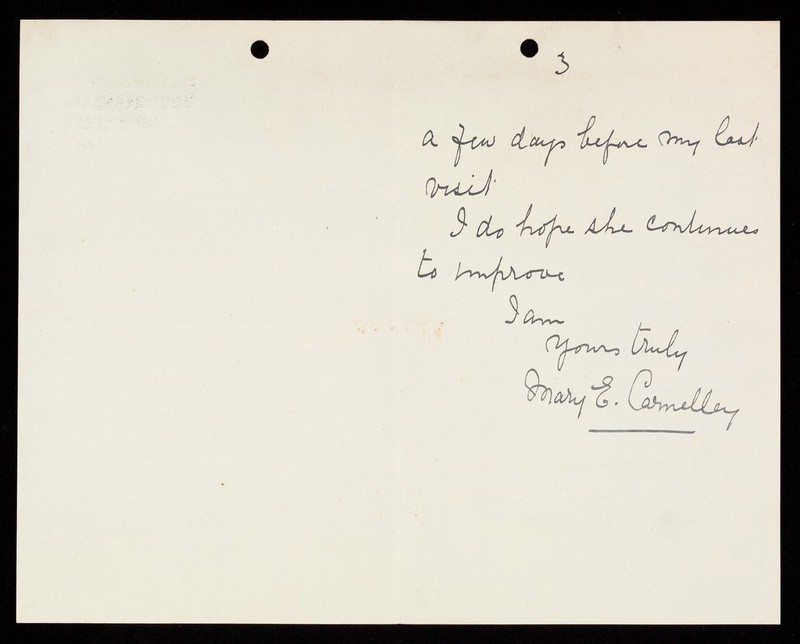 3
a few days before my last
visit
I do hope she continues
to improve
I am
Yours truly
Mary E. Carmelley